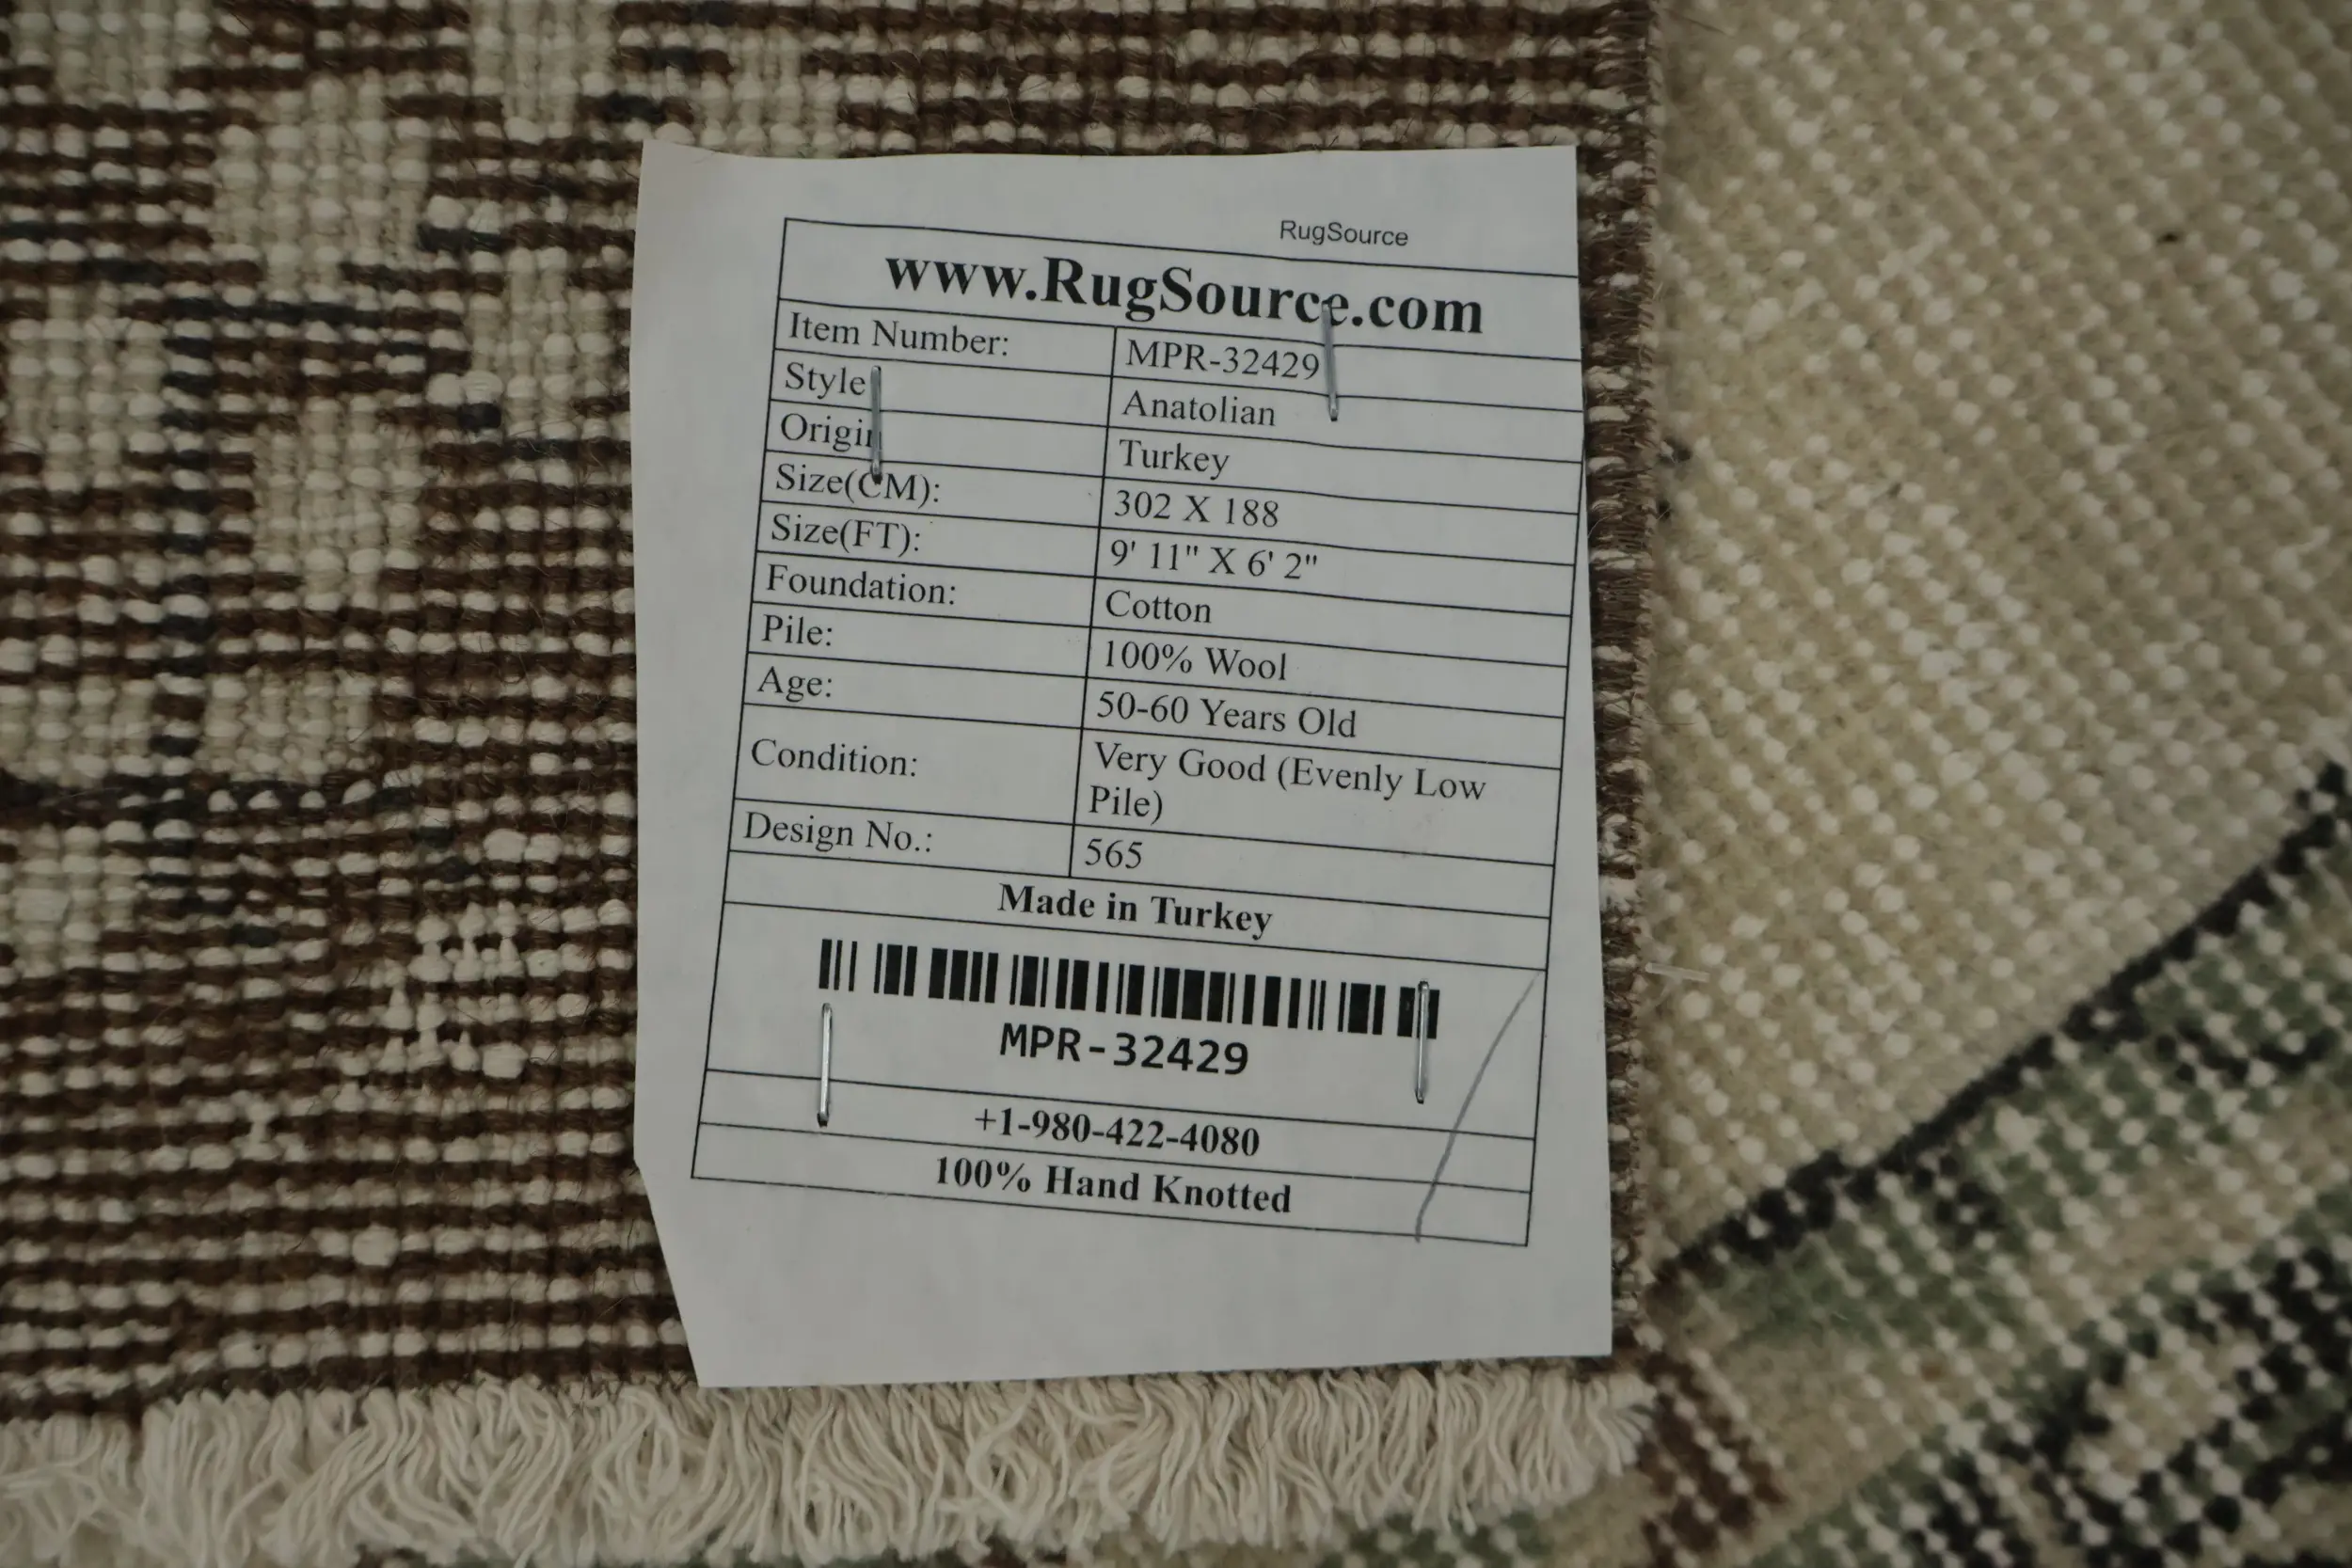 RugSource
www.RugSource.com
Item Number: MPR-32429
Style Anatolian
Origin Turkey
Size(CM): 302 X 188
Size(FT): 9' 11" X 6' 2"
Foundation: Cotton
Pile: 100% Wool
Age: 50-60 Years Old
Condition: Very Good (Evenly Low
Pile)
Design No.: 565
Made in Turkey
MPR-32429
+1-980-422-4080
100% Hand Knotted